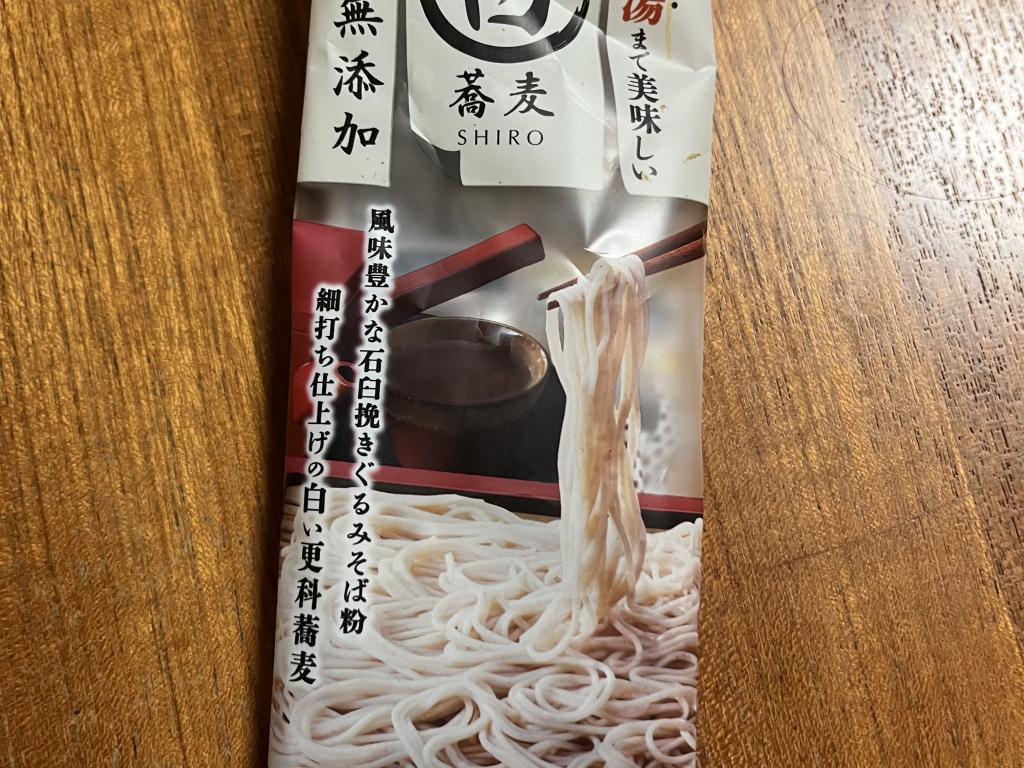 湯まで美味しい
蕎麦
SHIRO
無添加
風味豊かな石臼挽きぐるみそば粉
細打ち仕上げの白い更科蕎麦